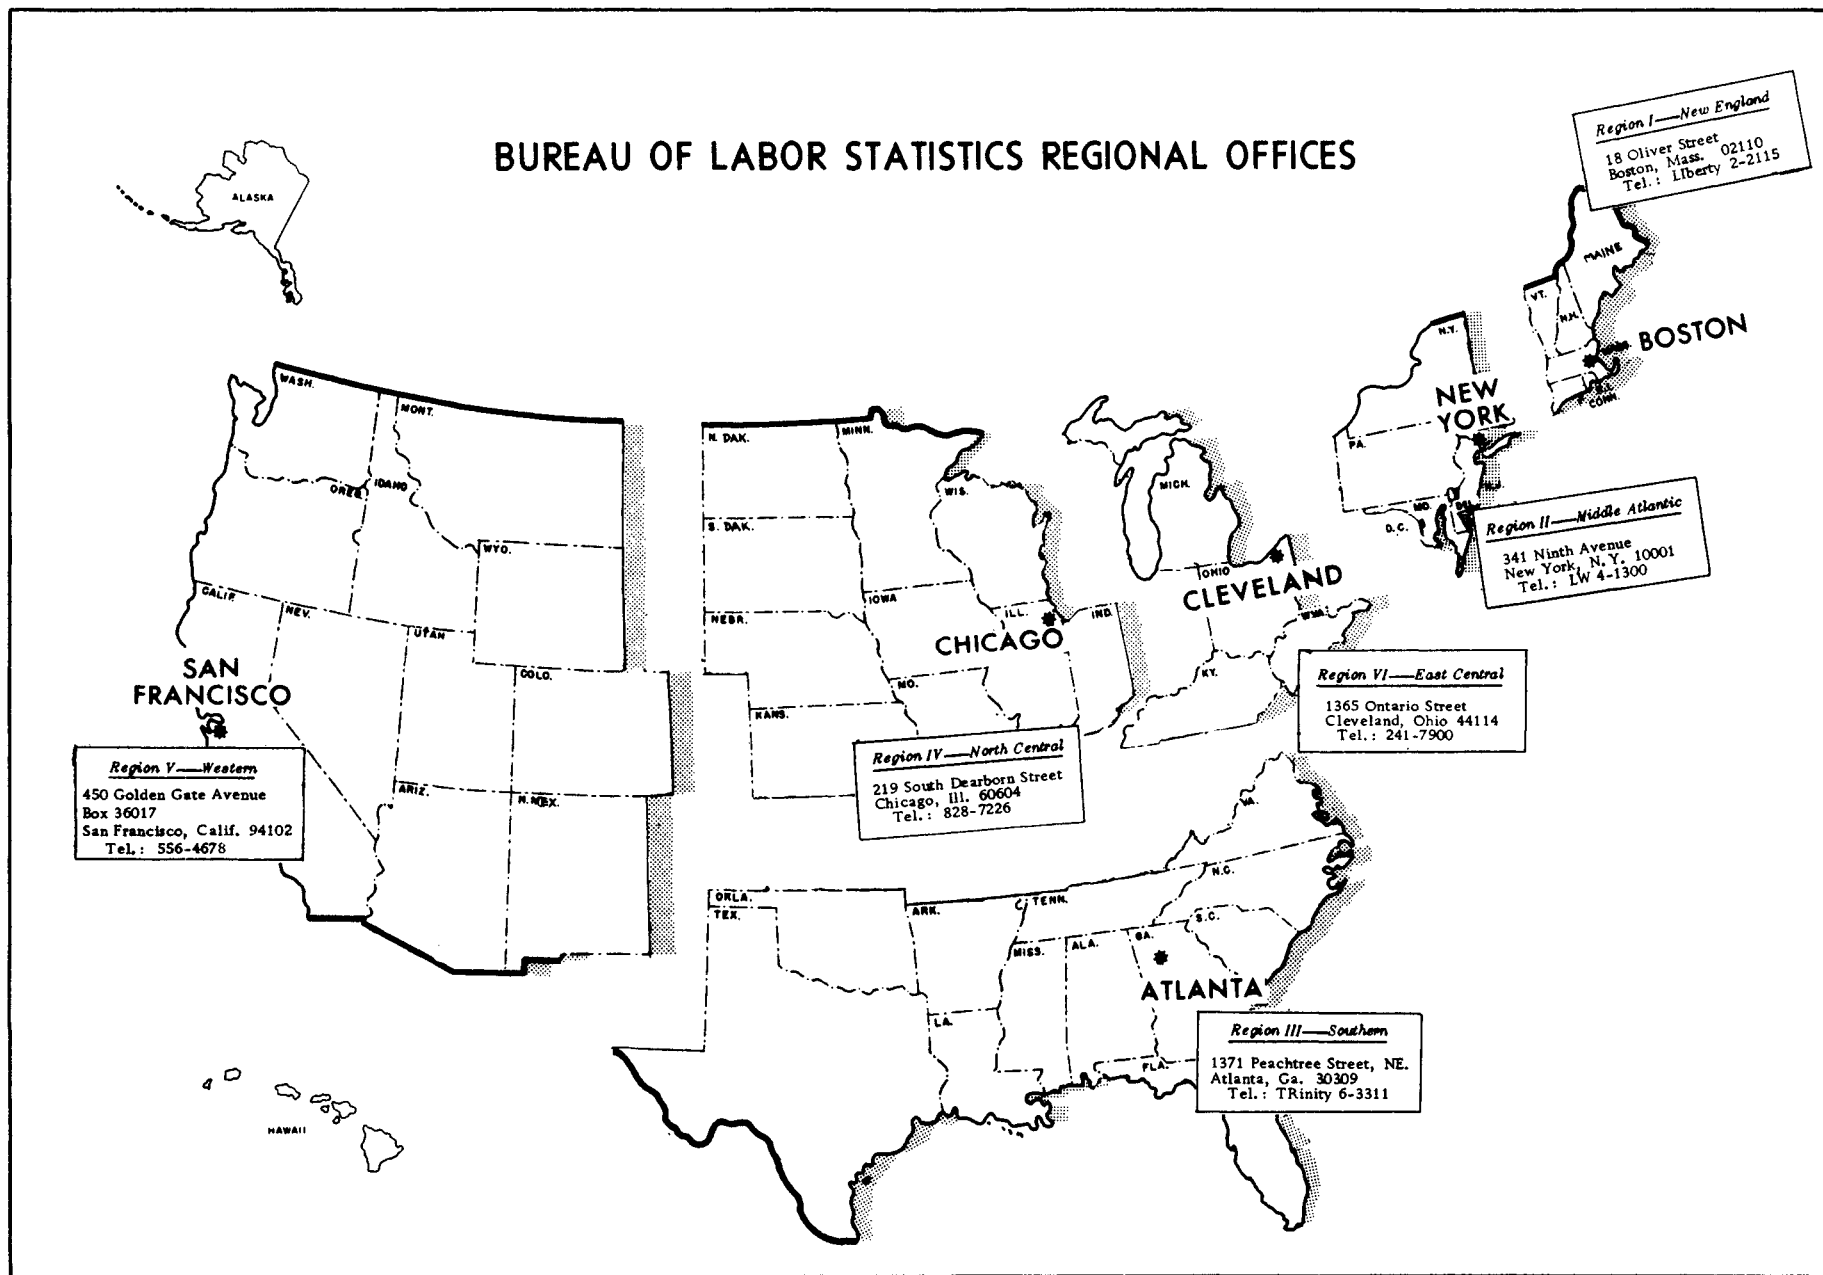 BUREAU OF LABOR STATISTICS REGIONAL OFFICES
Region I—New England
18 Oliver Street
Boston, Mass. 02110
Tel.: LIberty 2-2115
ALASKA
MAINE
VT.
N.H.
BOSTON
R.I.
CONN.
N.Y.
NEW
YORK
PA.
N.J.
MD.
DEL.
D.C.
Region II—Middle Atlantic
341 Ninth Avenue
New York, N. Y. 10001
Tel.: LW 4-1300
WASH.
MONT.
OREG.
IDAHO
WYO.
CALIF.
NEV.
UTAH
COLO.
ARIZ.
N. MEX.
SAN
FRANCISCO
Region V—Western
450 Golden Gate Avenue
Box 36017
San Francisco, Calif. 94102
Tel.: 556-4678
N. DAK.
MINN.
S. DAK.
WIS.
IOWA
NEBR.
ILL.
IND.
CHICAGO
MO.
KANS.
Region IV—North Central
219 South Dearborn Street
Chicago, Ill. 60604
Tel.: 828-7226
MICH.
OHIO
CLEVELAND
W.VA.
KY.
Region VI—East Central
1365 Ontario Street
Cleveland, Ohio 44114
Tel.: 241-7900
VA.
N.C.
OKLA.
TEX.
ARK.
TENN.
S.C.
MISS.
ALA.
GA.
ATLANTA
LA.
FLA.
Region III—Southern
1371 Peachtree Street, NE.
Atlanta, Ga. 30309
Tel.: TRinity 6-3311
HAWAII